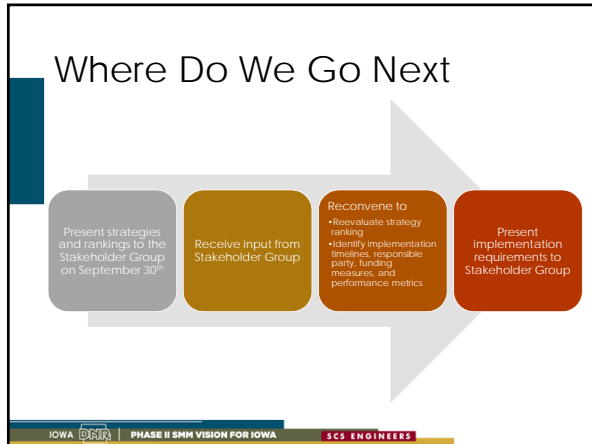 Where Do We Go Next
Present strategies
and rankings to the
Stakeholder Group
on September 30th
Receive input from
Stakeholder Group
Reconvene to
•Reevaluate strategy
ranking
•Identify implementation
timelines, responsible
party, funding
measures, and
performance metrics
Present
implementation
requirements to
Stakeholder Group
IOWA DNR | PHASE II SMM VISION FOR IOWA SCS ENGINEERS